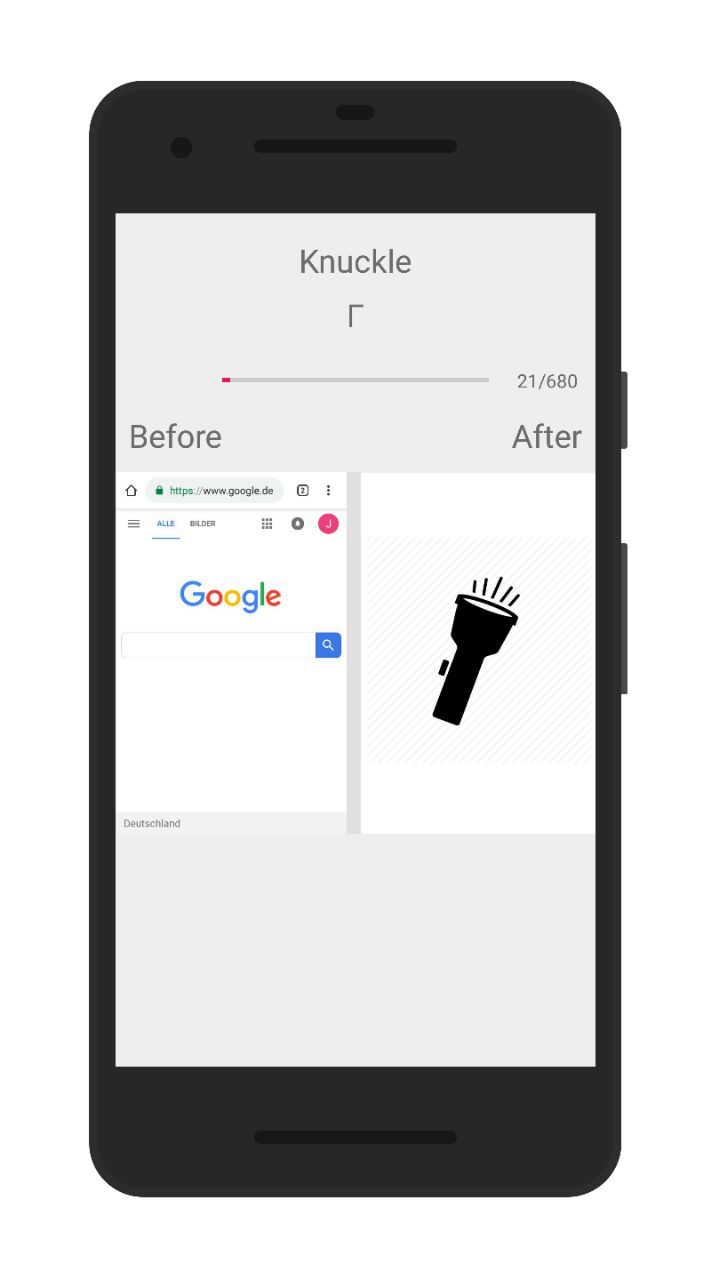 Knuckle
Γ
21/680
Before
After
https://www.google.de
2
ALLE
BILDER
J
Google
Deutschland